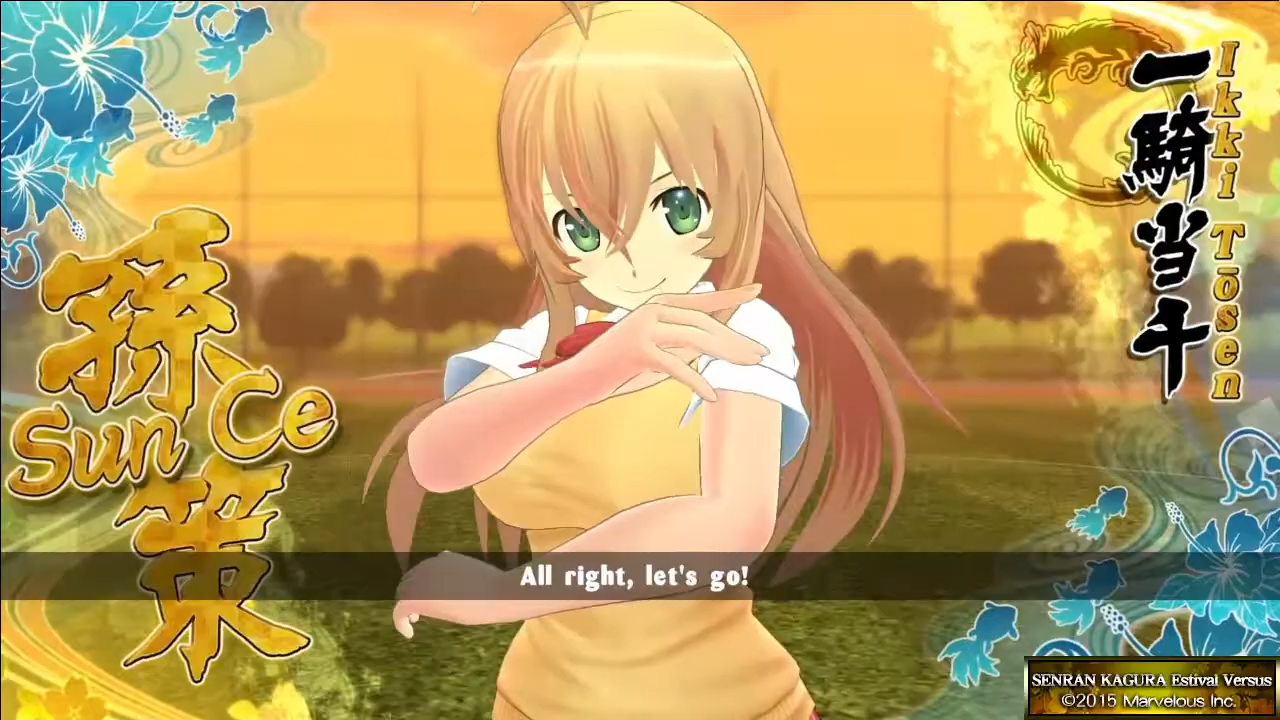 孫策
Sun Ce
一騎当千
Ikki Tōsen
All right, let's go!
SENRAN KAGURA Estival Versus
©2015 Marvelous Inc.